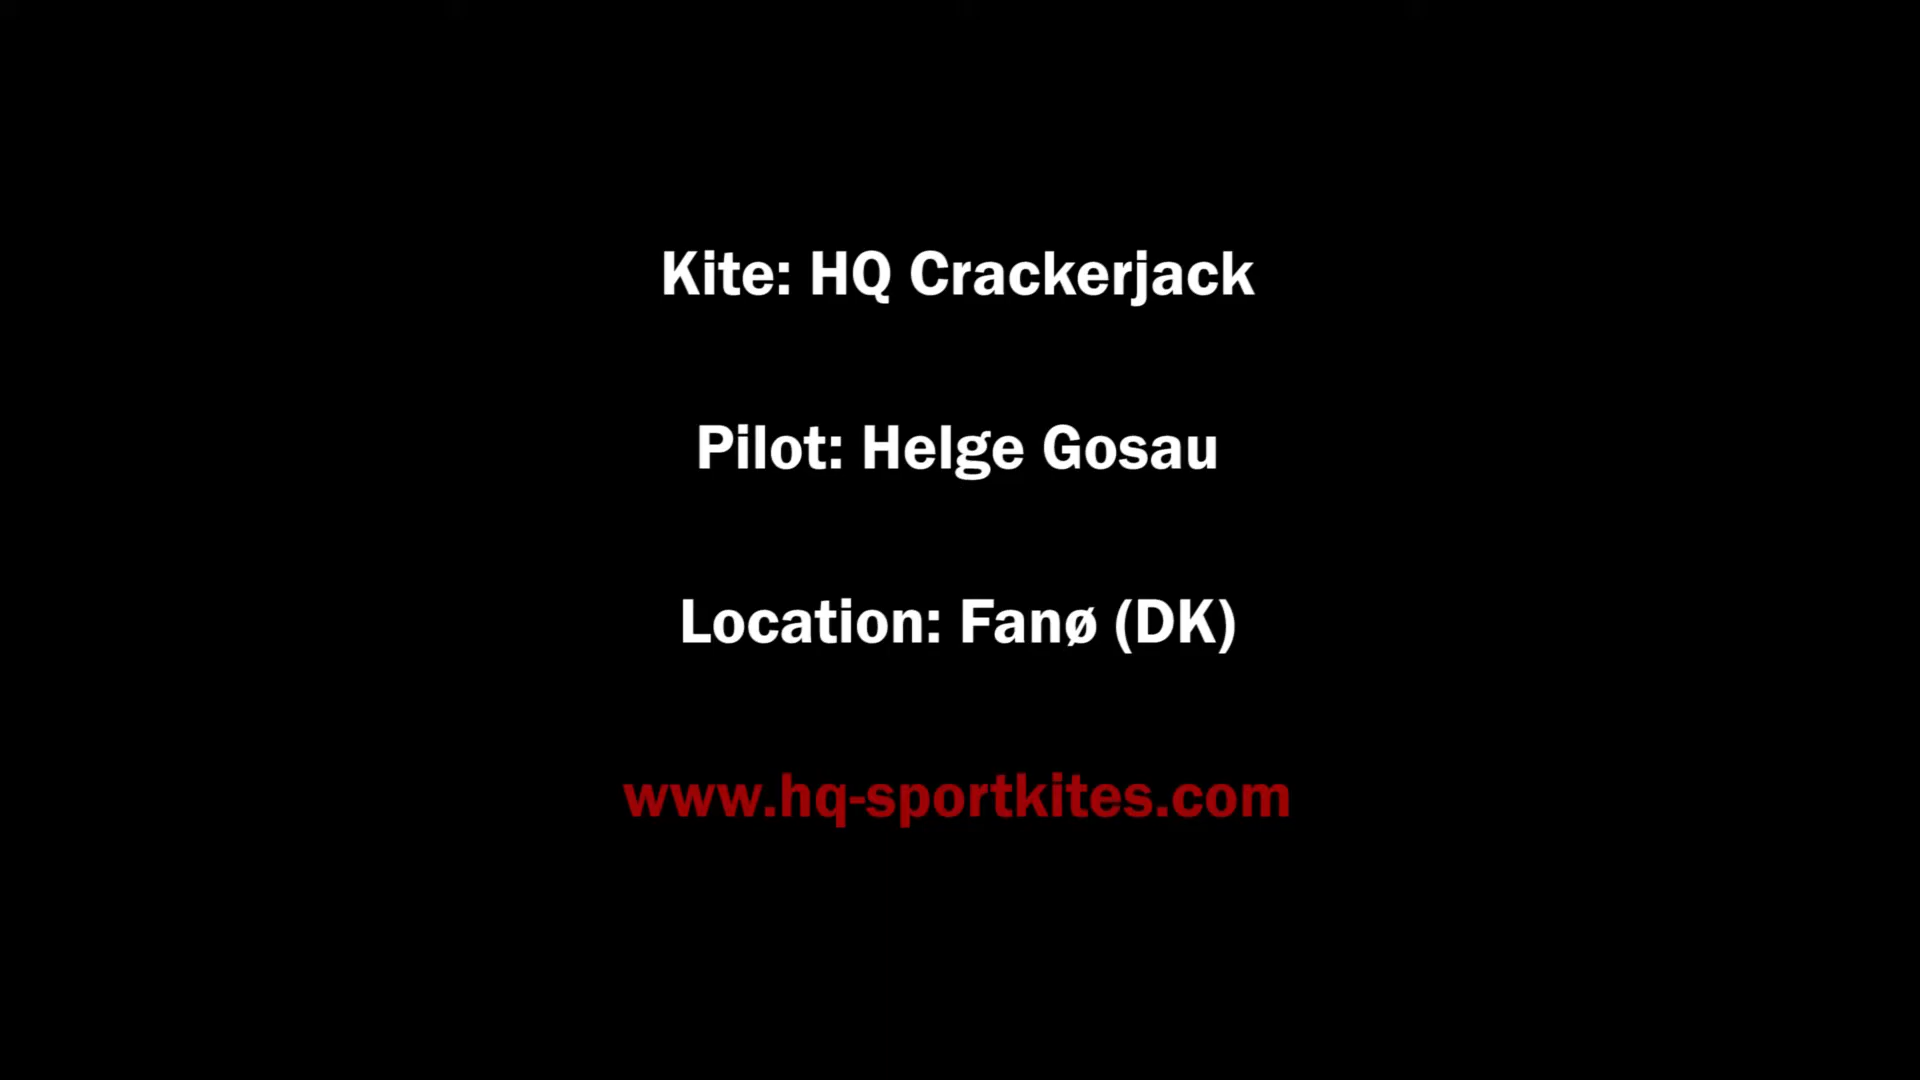 Kite: HQ Crackerjack
Pilot: Helge Gosau
Location: Fanø (DK)
www.hq-sportkites.com